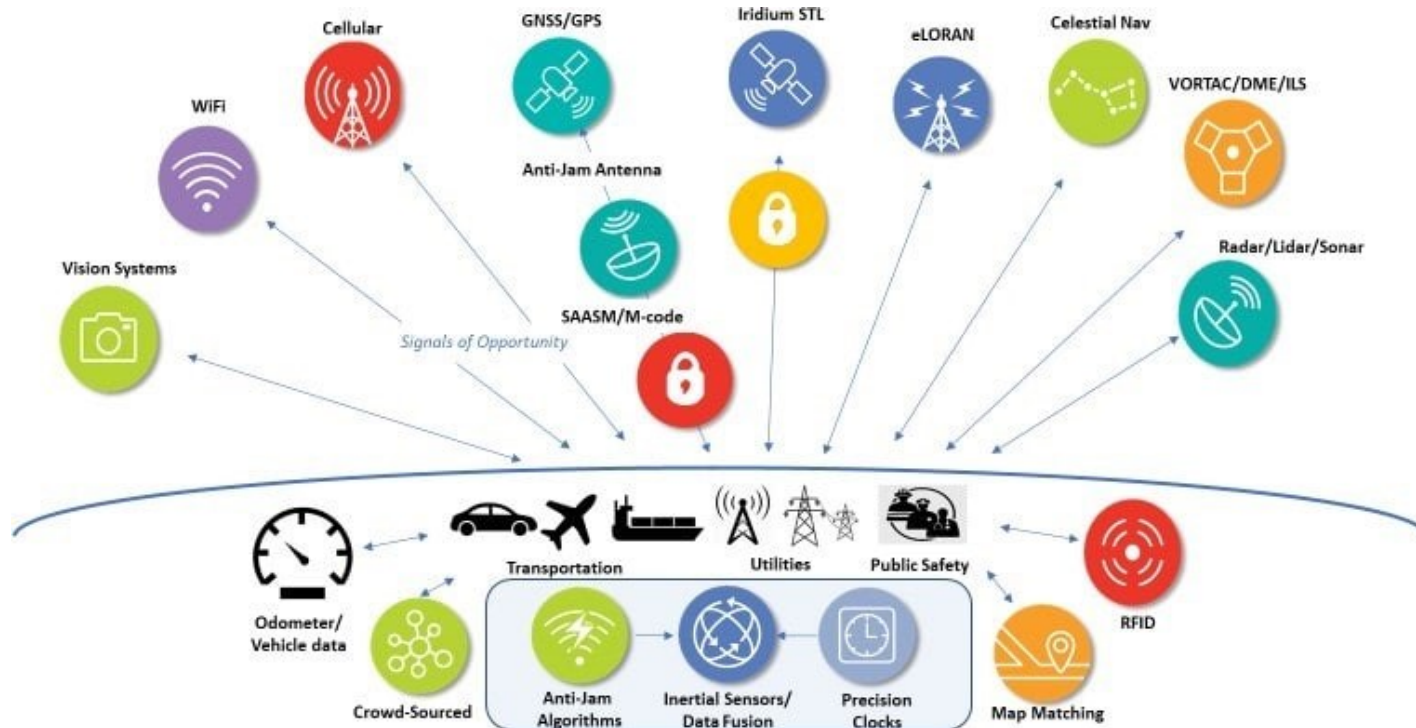 Iridium STL
GNSS/GPS
Celestial Nav
Cellular
eLORAN
VORTAC/DME/ILS
WiFi
Anti-Jam Antenna
Radar/Lidar/Sonar
Vision Systems
SAASM/M-code
Signals of Opportunity
Transportation
Utilities
Public Safety
Odometer/
Vehicle data
RFID
Crowd-Sourced
Anti-Jam
Algorithms
Inertial Sensors/
Data Fusion
Precision
Clocks
Map Matching